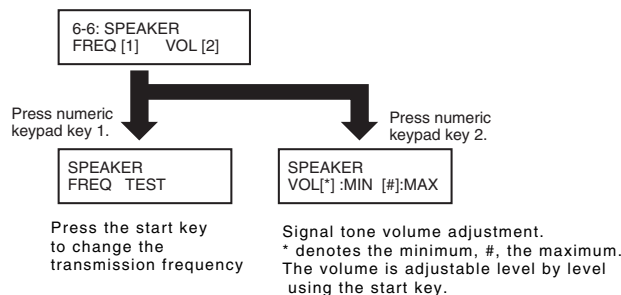 6-6: SPEAKER
FREQ [1] VOL [2]
Press numeric
keypad key 1.
Press numeric
keypad key 2.
SPEAKER
FREQ TEST
SPEAKER
VOL[*] :MIN [#]:MAX
Press the start key
to change the
transmission frequency
Signal tone volume adjustment.
* denotes the minimum, #, the maximum.
The volume is adjustable level by level
using the start key.